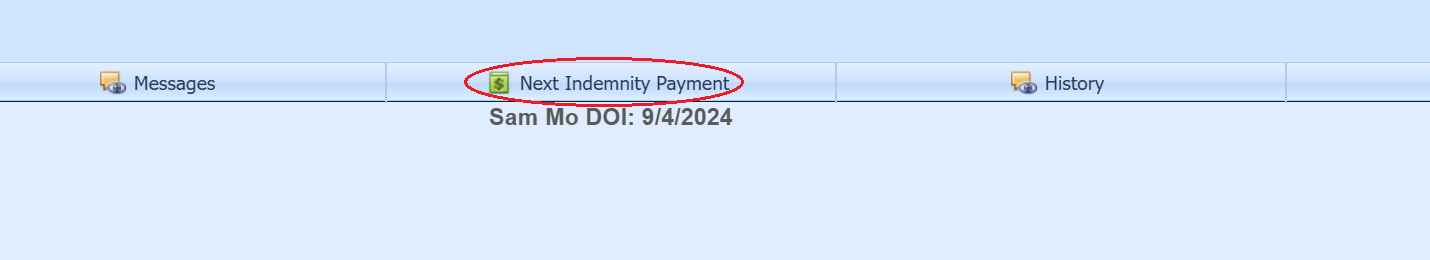 Messages
Next Indemnity Payment
History
Sam Mo DOI: 9/4/2024